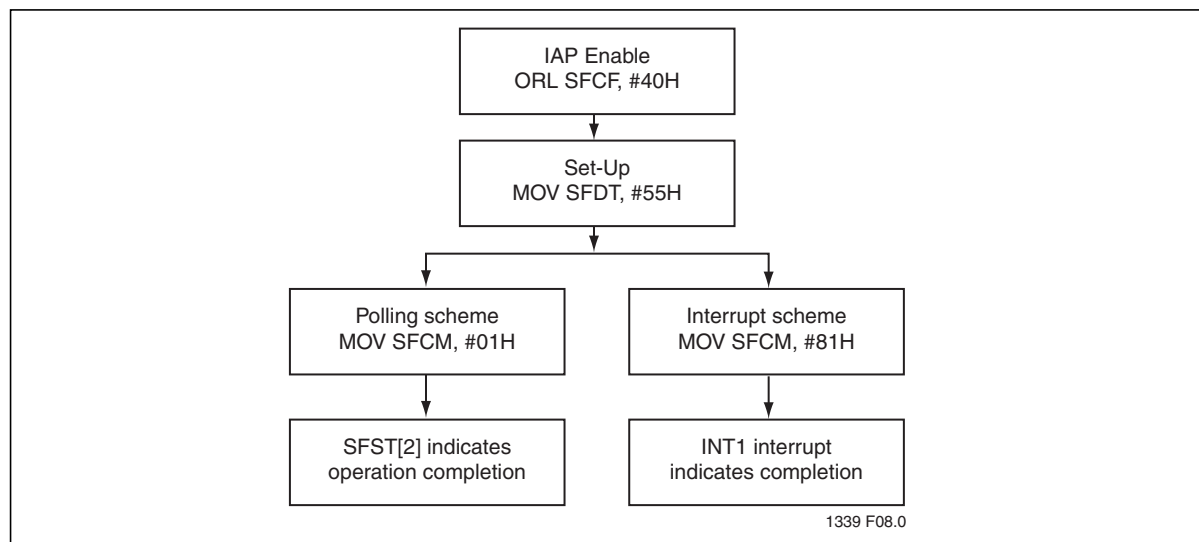 IAP Enable
ORL SFCF, #40H
Set-Up
MOV SFDT, #55H
Polling scheme
MOV SFCM, #01H
Interrupt scheme
MOV SFCM, #81H
SFST[2] indicates
operation completion
INT1 interrupt
indicates completion
1339 F08.0